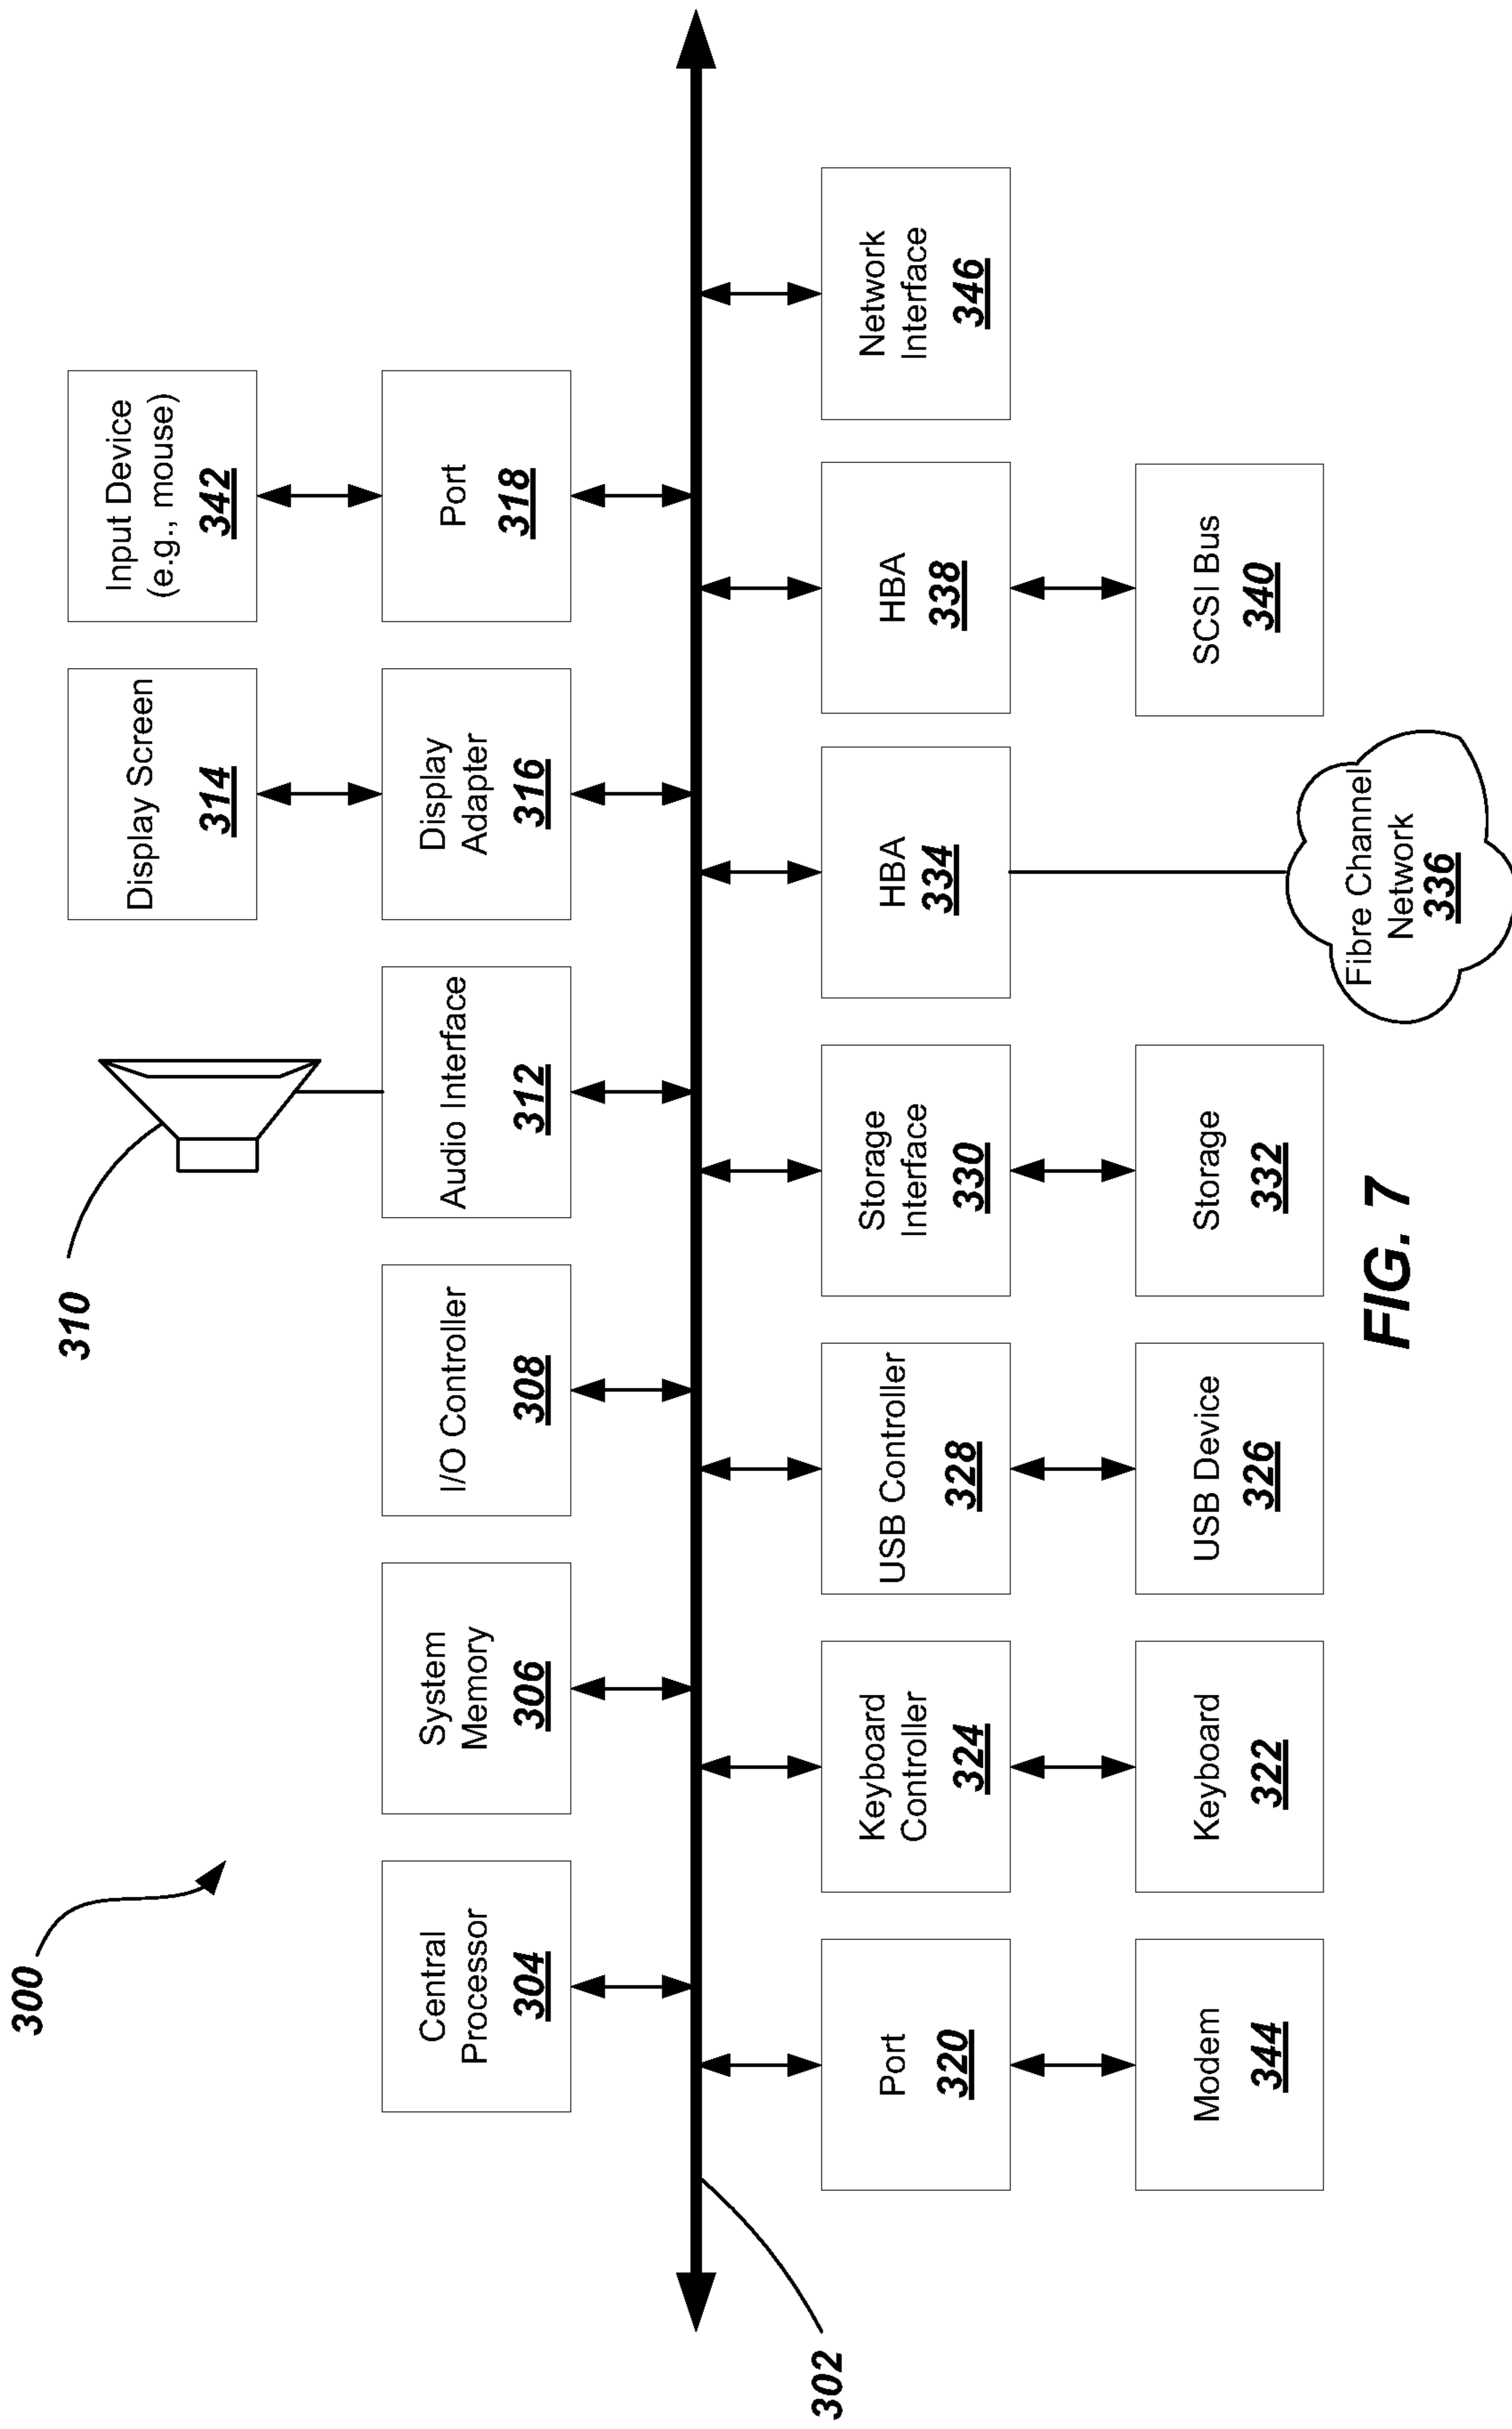 300
310
Display Screen
314
Input Device
(e.g., mouse)
342
Central
Processor
304
System
Memory
306
I/O Controller
308
Audio Interface
312
Display
Adapter
316
Port
318
302
Port
320
Keyboard
Controller
324
USB Controller
328
Storage
Interface
330
HBA
334
HBA
338
Network
Interface
346
Modem
344
Keyboard
322
USB Device
326
Storage
332
Fibre Channel
Network
336
SCSI Bus
340
FIG. 7